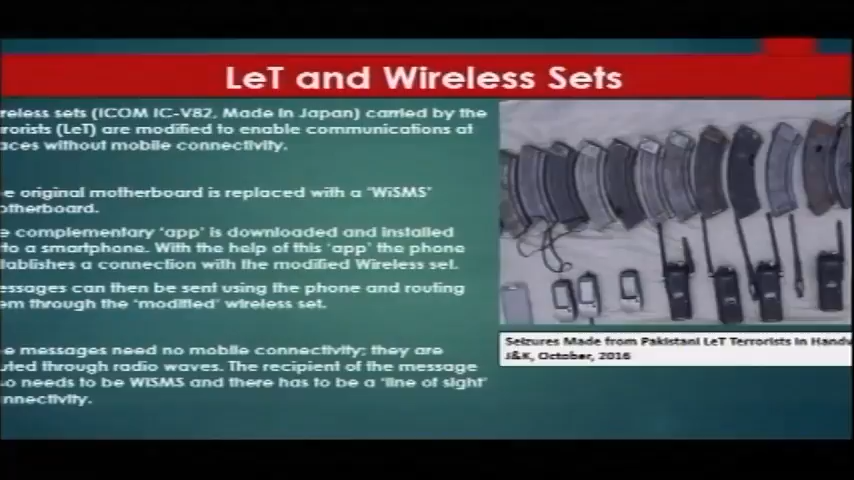 LeT and Wireless Sets
reless sets (ICOM IC-V82, Made In Japan) carried by the
rrorists (LeT) are modified to enable communications at
aces without mobile connectivity.
e original motherboard is replaced with a "WiSMS"
otherboard.
e complementary 'app' is downloaded and installed
to a smartphone. With the help of this 'app' the phone
tablishes a connection with the modified Wireless set.
essages can then be sent using the phone and routing
em through the "modified" wireless set.
e messages need no mobile connectivity; they are
uted through radio waves. The recipient of the message
o needs to be WiSMS and there has to be a "line of sight"
nnectivity.
Seizures Made from Pakistani LeT Terrorists in Handw
J&K, October, 2016